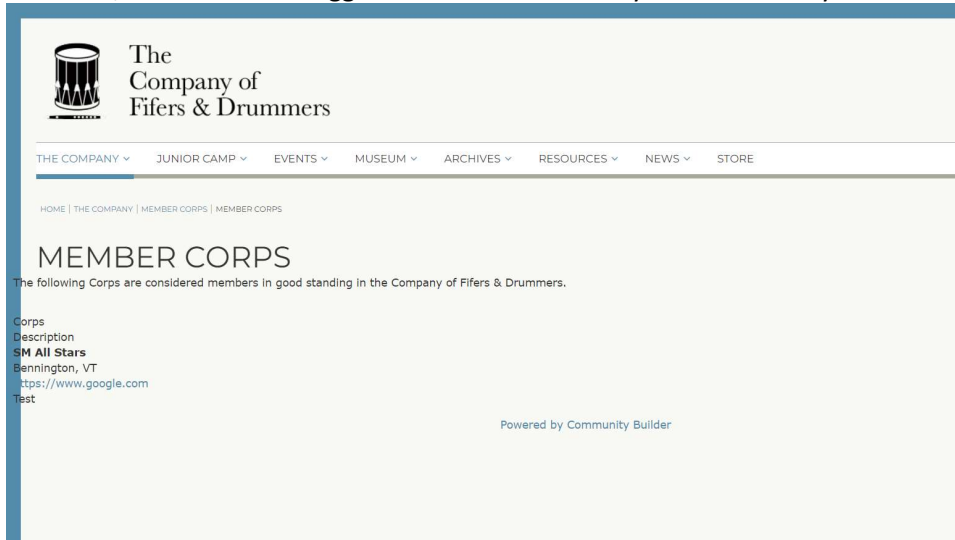 The
Company of
Fifers & Drummers
THE COMPANY JUNIOR CAMP EVENTS MUSEUM ARCHIVES RESOURCES NEWS STORE
HOME | THE COMPANY | MEMBER CORPS | MEMBER CORPS
MEMBER CORPS
The following Corps are considered members in good standing in the Company of Fifers & Drummers.
Corps
Description
SM All Stars
Bennington, VT
https://www.google.com
Test
Powered by Community Builder